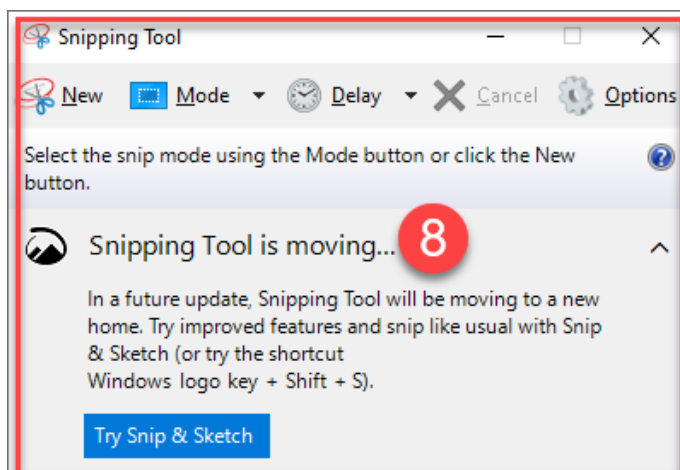 Snipping Tool
New Mode Delay Cancel Options
Select the snip mode using the Mode button or click the New
button.
Snipping Tool is moving... 8
In a future update, Snipping Tool will be moving to a new
home. Try improved features and snip like usual with Snip
& Sketch (or try the shortcut
Windows logo key + Shift + S).
Try Snip & Sketch